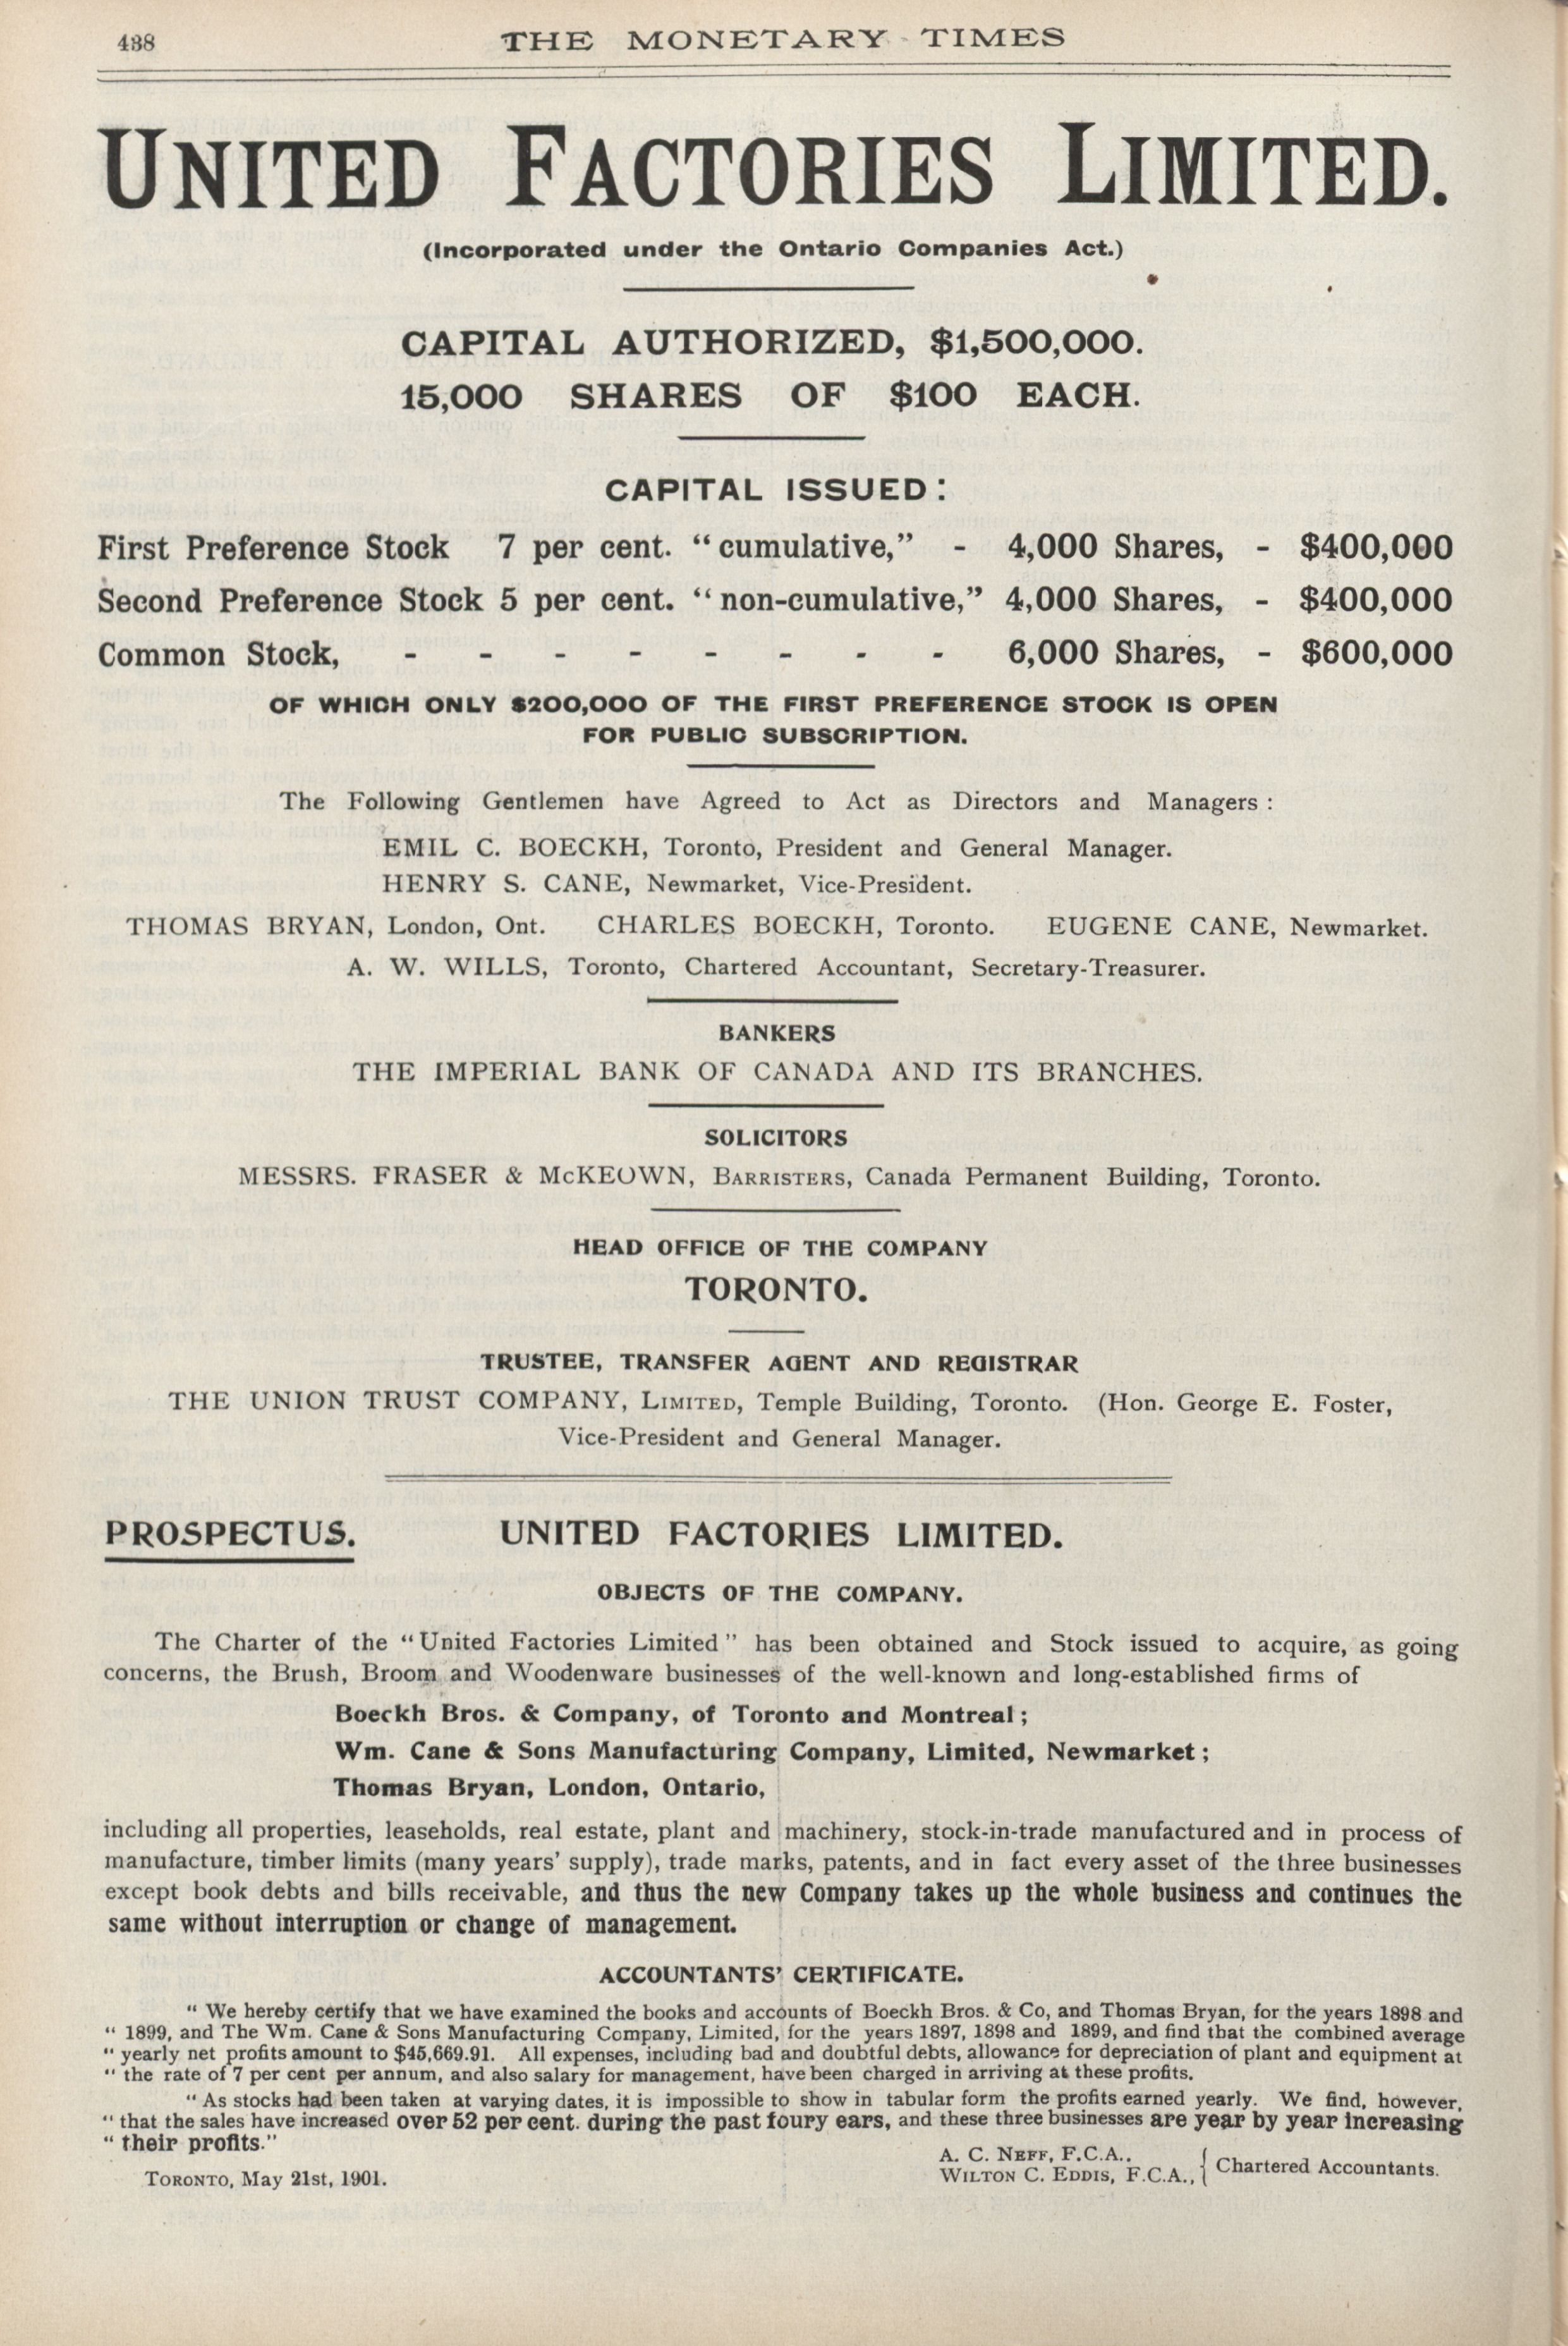 438 THE MONETARY TIMES
UNITED FACTORIES LIMITED.
(Incorporated under the Ontario Companies Act.)
CAPITAL AUTHORIZED, $1,500,000.
15,000 SHARES OF $100 EACH.
CAPITAL ISSUED:
First Preference Stock 7 per cent. “cumulative,” - 4,000 Shares, - $400,000
Second Preference Stock 5 per cent. “non-cumulative,” 4,000 Shares, - $400,000
Common Stock, - - - - - - - - 6,000 Shares, - $600,000
OF WHICH ONLY $200,000 OF THE FIRST PREFERENCE STOCK IS OPEN
FOR PUBLIC SUBSCRIPTION.
The Following Gentlemen have Agreed to Act as Directors and Managers:
EMIL C. BOECKH, Toronto, President and General Manager.
HENRY S. CANE, Newmarket, Vice-President.
THOMAS BRYAN, London, Ont. CHARLES BOECKH, Toronto. EUGENE CANE, Newmarket.
A. W. WILLS, Toronto, Chartered Accountant, Secretary-Treasurer.
BANKERS
THE IMPERIAL BANK OF CANADA AND ITS BRANCHES.
SOLICITORS
MESSRS. FRASER & McKEOWN, BARRISTERS, Canada Permanent Building, Toronto.
HEAD OFFICE OF THE COMPANY
TORONTO.
TRUSTEE, TRANSFER AGENT AND REGISTRAR
THE UNION TRUST COMPANY, LIMITED, Temple Building, Toronto. (Hon. George E. Foster,
Vice-President and General Manager.
PROSPECTUS. UNITED FACTORIES LIMITED.
OBJECTS OF THE COMPANY.
The Charter of the “United Factories Limited” has been obtained and Stock issued to acquire, as going
concerns, the Brush, Broom and Woodenware businesses of the well-known and long-established firms of
Boeckh Bros. & Company, of Toronto and Montreal;
Wm. Cane & Sons Manufacturing Company, Limited, Newmarket;
Thomas Bryan, London, Ontario,
including all properties, leaseholds, real estate, plant and machinery, stock-in-trade manufactured and in process of
manufacture, timber limits (many years’ supply), trade marks, patents, and in fact every asset of the three businesses
except book debts and bills receivable, and thus the new Company takes up the whole business and continues the
same without interruption or change of management.
ACCOUNTANTS’ CERTIFICATE.
“ We hereby certify that we have examined the books and accounts of Boeckh Bros. & Co, and Thomas Bryan, for the years 1898 and
“ 1899, and The Wm. Cane & Sons Manufacturing Company, Limited, for the years 1897, 1898 and 1899, and find that the combined average
“ yearly net profits amount to $45,669.91. All expenses, including bad and doubtful debts, allowance for depreciation of plant and equipment at
“ the rate of 7 per cent per annum, and also salary for management, have been charged in arriving at these profits.
“ As stocks had been taken at varying dates, it is impossible to show in tabular form the profits earned yearly. We find, however,
“ that the sales have increased over 52 per cent. during the past foury ears, and these three businesses are year by year increasing
“ their profits.”
A. C. NEFF, F.C.A.,
WILTON C. EDDIS, F.C.A., { Chartered Accountants.
TORONTO, May 21st, 1901.